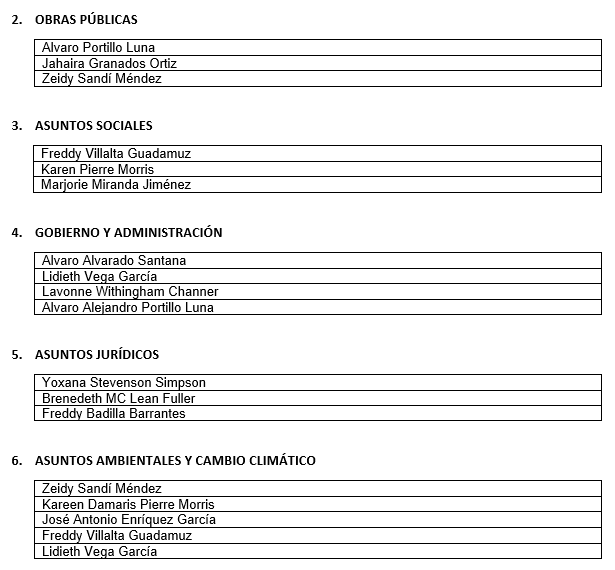 2. OBRAS PÚBLICAS
Alvaro Portillo Luna
Jahaira Granados Ortiz
Zeidy Sandí Méndez
3. ASUNTOS SOCIALES
Freddy Villalta Guadamuz
Karen Pierre Morris
Marjorie Miranda Jiménez
4. GOBIERNO Y ADMINISTRACIÓN
Alvaro Alvarado Santana
Lidieth Vega García
Lavonne Withingham Channer
Alvaro Alejandro Portillo Luna
5. ASUNTOS JURÍDICOS
Yoxana Stevenson Simpson
Brenedeth MC Lean Fuller
Freddy Badilla Barrantes
6. ASUNTOS AMBIENTALES Y CAMBIO CLIMÁTICO
Zeidy Sandí Méndez
Kareen Damaris Pierre Morris
José Antonio Enríquez García
Freddy Villalta Guadamuz
Lidieth Vega García